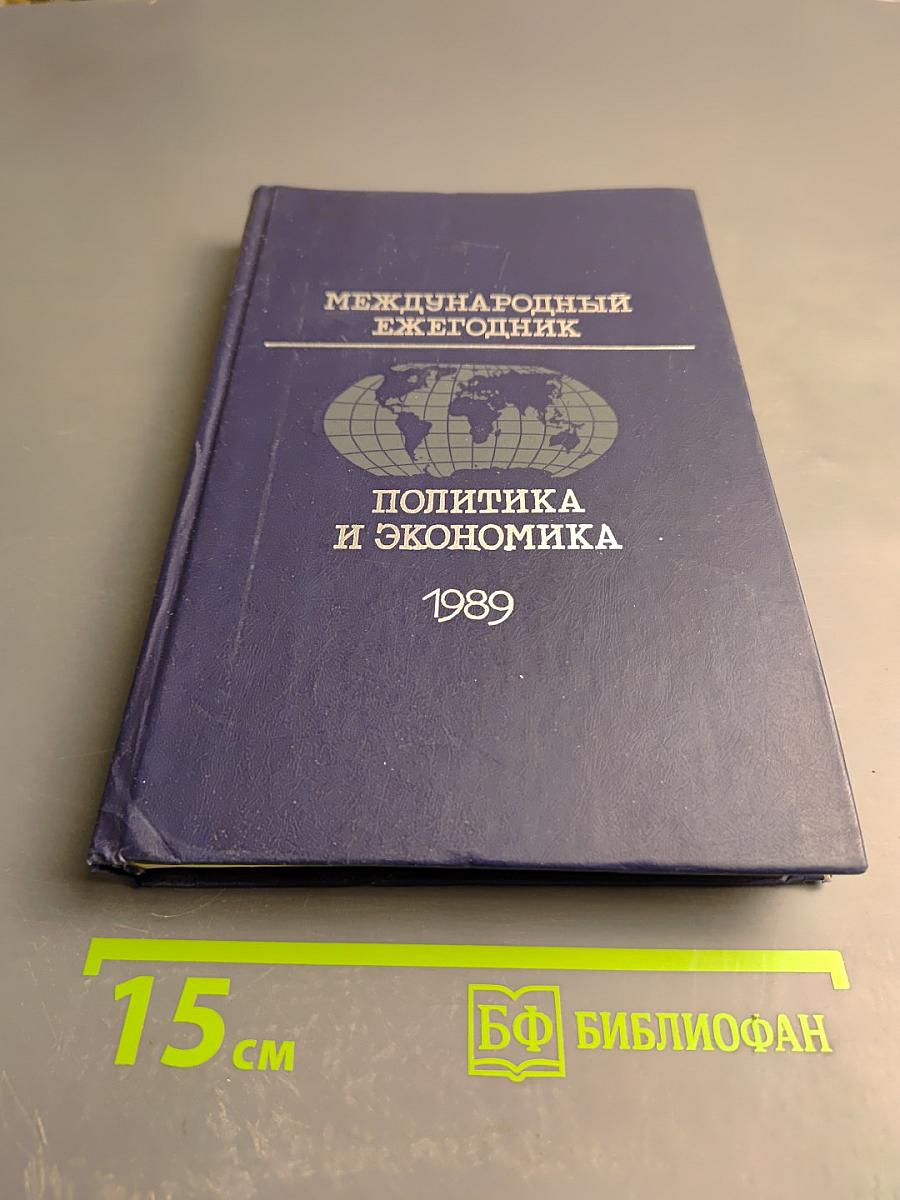 МЕЖДУНАРОДНЫЙ
ЕЖЕГОДНИК
ПОЛИТИКА
И ЭКОНОМИКА
1989
15 см
БФ БИБЛИОФАН